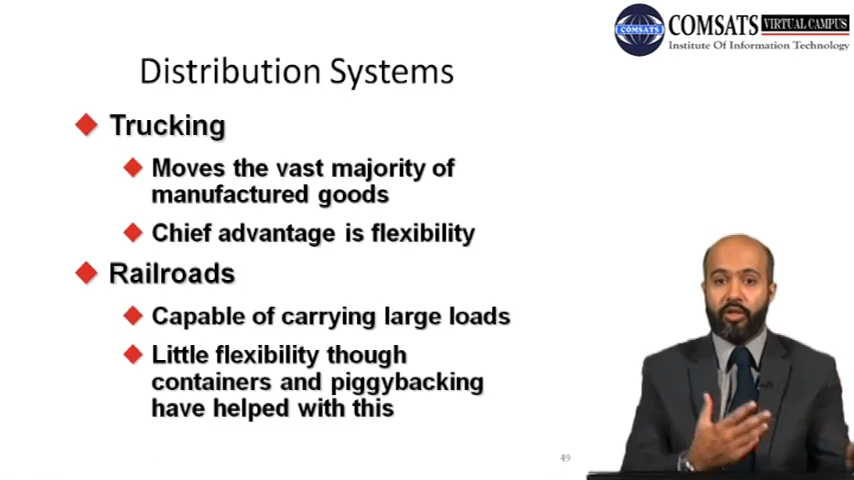 COMSATS VIRTUAL CAMPUS
Institute Of Information Technology
COMSATS
Distribution Systems
Trucking
Moves the vast majority of
manufactured goods
Chief advantage is flexibility
Railroads
Capable of carrying large loads
Little flexibility though
containers and piggybacking
have helped with this
49